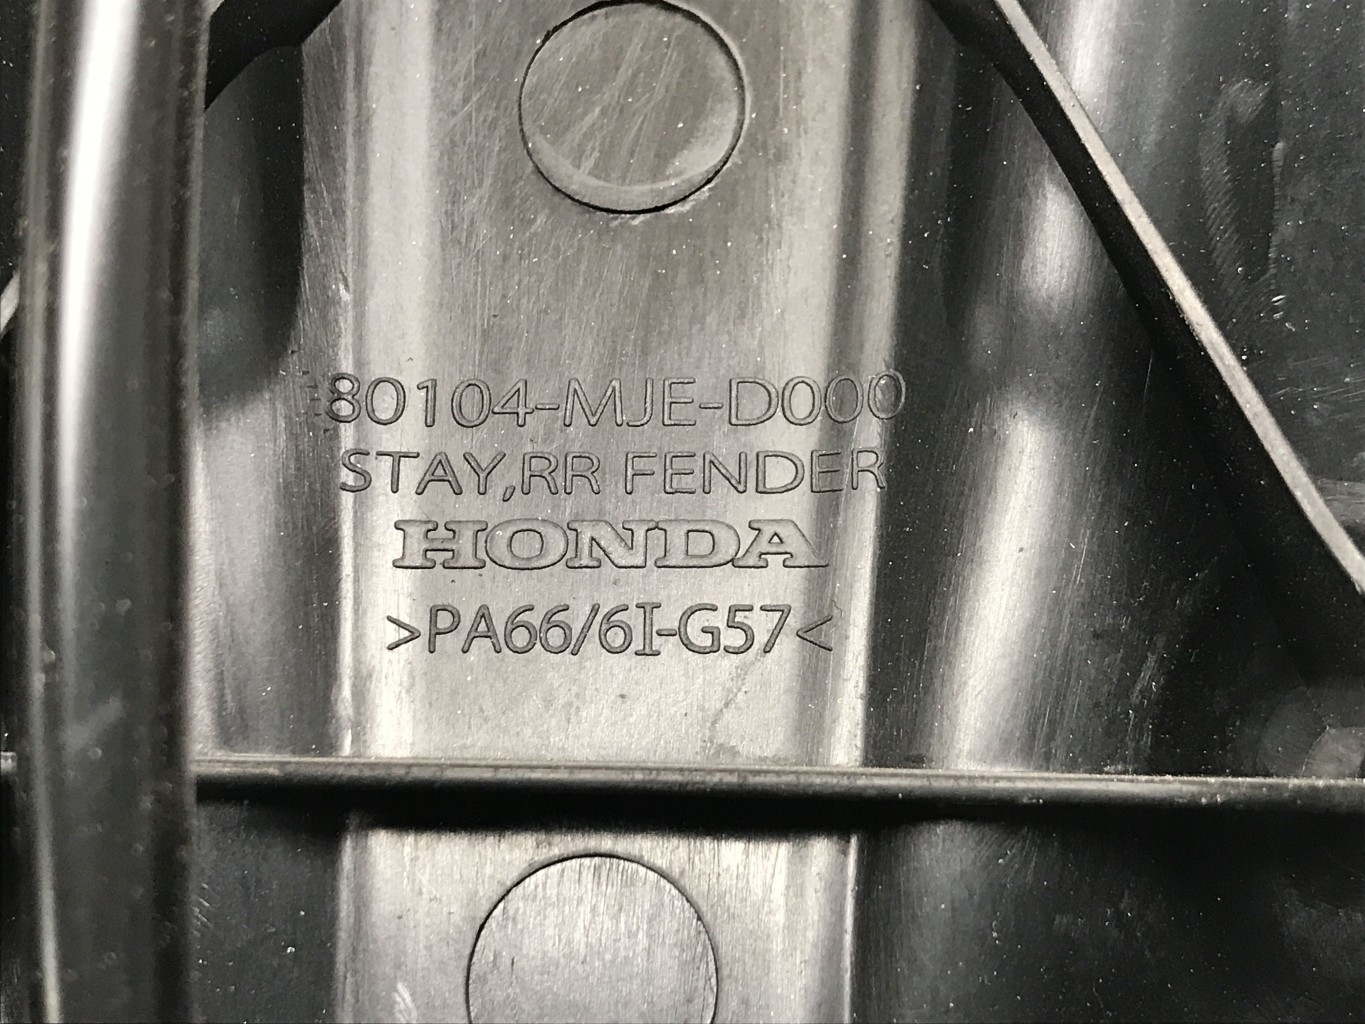 80104-MJE-D000
STAY,RR FENDER
HONDA
>PA66/6I-G57<